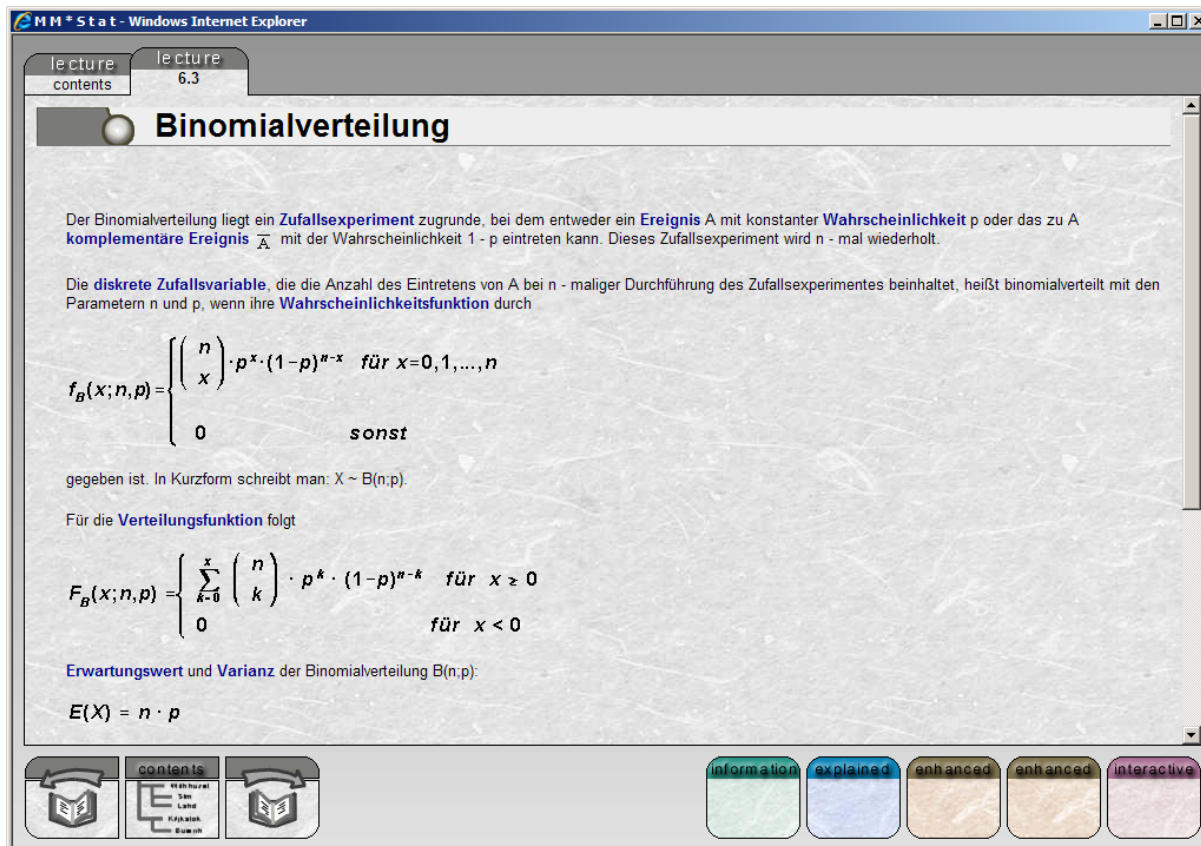 M M * S t a t - Windows Internet Explorer
lecture
contents
lecture
6.3
Binomialverteilung
Der Binomialverteilung liegt ein Zufallsexperiment zugrunde, bei dem entweder ein Ereignis A mit konstanter Wahrscheinlichkeit p oder das zu A
komplementäre Ereignis A̅ mit der Wahrscheinlichkeit 1 - p eintreten kann. Dieses Zufallsexperiment wird n - mal wiederholt.
Die diskrete Zufallsvariable, die die Anzahl des Eintretens von A bei n - maliger Durchführung des Zufallsexperimentes beinhaltet, heißt binomialverteilt mit den
Parametern n und p, wenn ihre Wahrscheinlichkeitsfunktion durch
f_B(x;n,p) = { (n x) · p^x · (1-p)^{n-x} für x=0,1,...,n
0 sonst
gegeben ist. In Kurzform schreibt man: X ~ B(n;p).
Für die Verteilungsfunktion folgt
F_B(x;n,p) = { ∑_{k=0}^{x} (n k) · p^k · (1-p)^{n-k} für x ≥ 0
0 für x < 0
Erwartungswert und Varianz der Binomialverteilung B(n;p):
E(X) = n · p
contents
information
explained
enhanced
enhanced
interactive